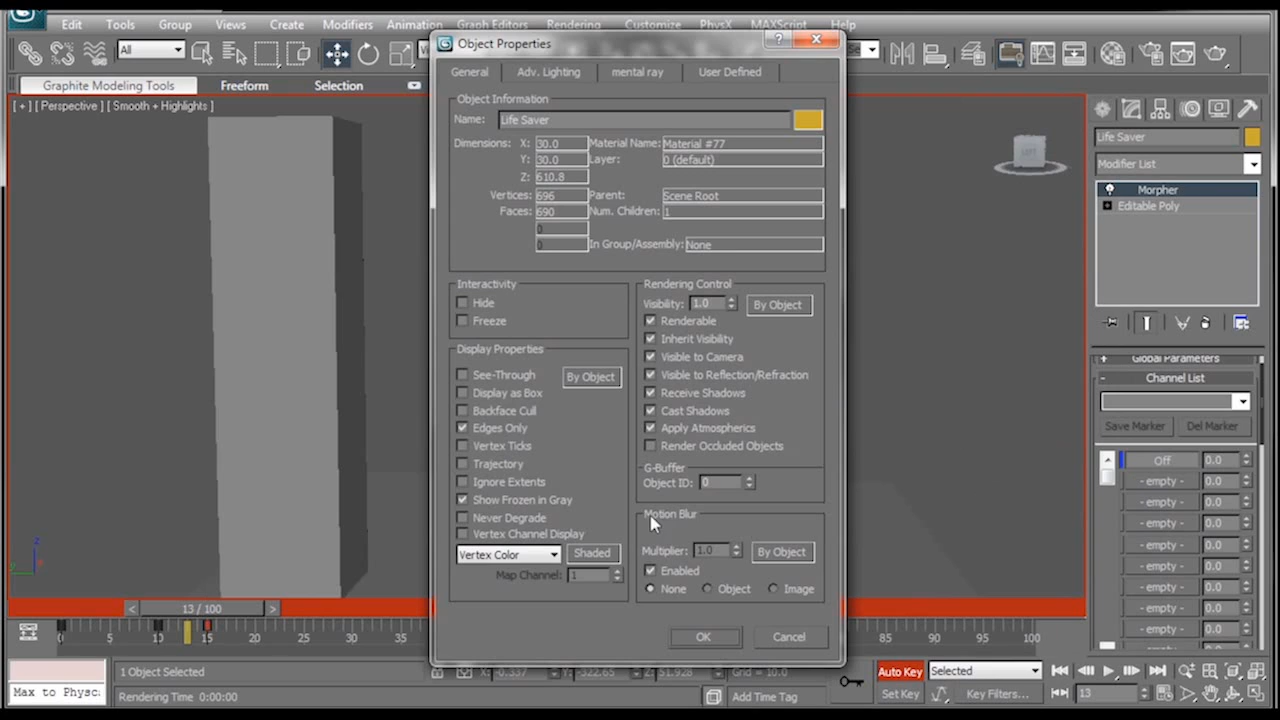 Edit Tools Group Views Create Modifiers Animation Graph Editors Rendering Customize PhysX MAXScript Help
All
Graphite Modeling Tools Freeform Selection
[ + ] [ Perspective ] [ Smooth + Highlights ]
LEFT
Object Properties
General Adv. Lighting mental ray User Defined
Object Information
Name: Life Saver
Dimensions: X: 30.0 Material Name: Material #77
Y: 30.0 Layer: 0 (default)
Z: 610.8
Vertices: 696 Parent: Scene Root
Faces: 690 Num. Children: 1
0
0 In Group/Assembly: None
Interactivity
Hide
Freeze
Display Properties
See-Through By Object
Display as Box
Backface Cull
Edges Only
Vertex Ticks
Trajectory
Ignore Extents
Show Frozen in Gray
Never Degrade
Vertex Channel Display
Vertex Color Shaded
Map Channel: 1
Rendering Control
Visibility: 1.0 By Object
Renderable
Inherit Visibility
Visible to Camera
Visible to Reflection/Refraction
Receive Shadows
Cast Shadows
Apply Atmospherics
Render Occluded Objects
G-Buffer
Object ID: 0
Motion Blur
Multiplier: 1.0 By Object
Enabled
None Object Image
OK Cancel
Life Saver
Modifier List
Morpher
Editable Poly
Global Parameters
Channel List
Save Marker Del Marker
Off 0.0
- empty - 0.0
- empty - 0.0
- empty - 0.0
- empty - 0.0
- empty - 0.0
- empty - 0.0
- empty - 0.0
- empty - 0.0
z
y
< 13 / 100 >
0 5 10 15 20 25 30 35 85 90 95 100
1 Object Selected X: -0.337 Y: -322.65 Z: 51.928 Grid = 10.0 Auto Key Selected
Max to Physc. Rendering Time 0:00:00 Add Time Tag Set Key Key Filters... 13